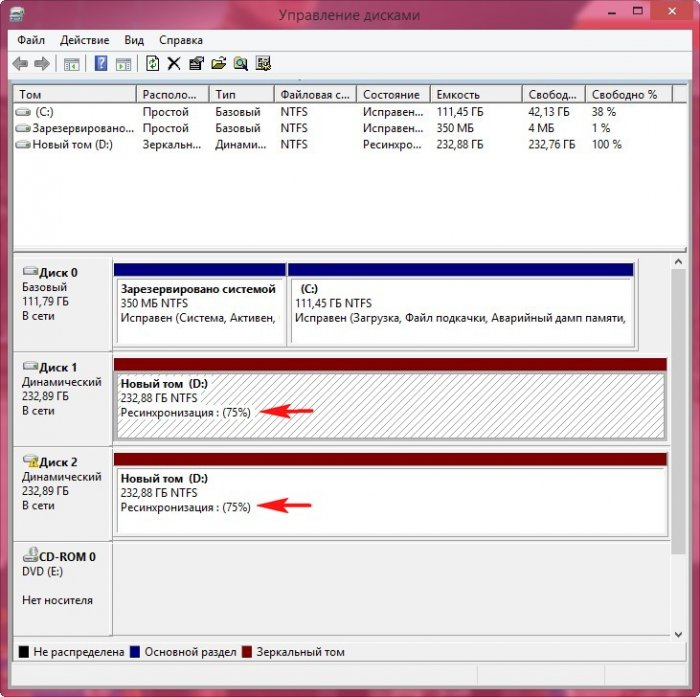 Управление дисками
Файл Действие Вид Справка
Том Располо... Тип Файловая с... Состояние Емкость Свобод... Свободно %
(C:) Простой Базовый NTFS Исправен... 111,45 ГБ 42,13 ГБ 38 %
Зарезервировано... Простой Базовый NTFS Исправен... 350 МБ 4 МБ 1 %
Новый том (D:) Зеркальн... Динами... NTFS Ресинхро... 232,88 ГБ 232,76 ГБ 100 %
Диск 0
Базовый
111,79 ГБ
В сети
Зарезервировано системой
350 МБ NTFS
Исправен (Система, Активен,
(C:)
111,45 ГБ NTFS
Исправен (Загрузка, Файл подкачки, Аварийный дамп памяти,
Диск 1
Динамический
232,89 ГБ
В сети
Новый том (D:)
232,88 ГБ NTFS
Ресинхронизация : (75%)
Диск 2
Динамический
232,89 ГБ
В сети
Новый том (D:)
232,88 ГБ NTFS
Ресинхронизация : (75%)
CD-ROM 0
DVD (E:)
Нет носителя
Не распределена Основной раздел Зеркальный том